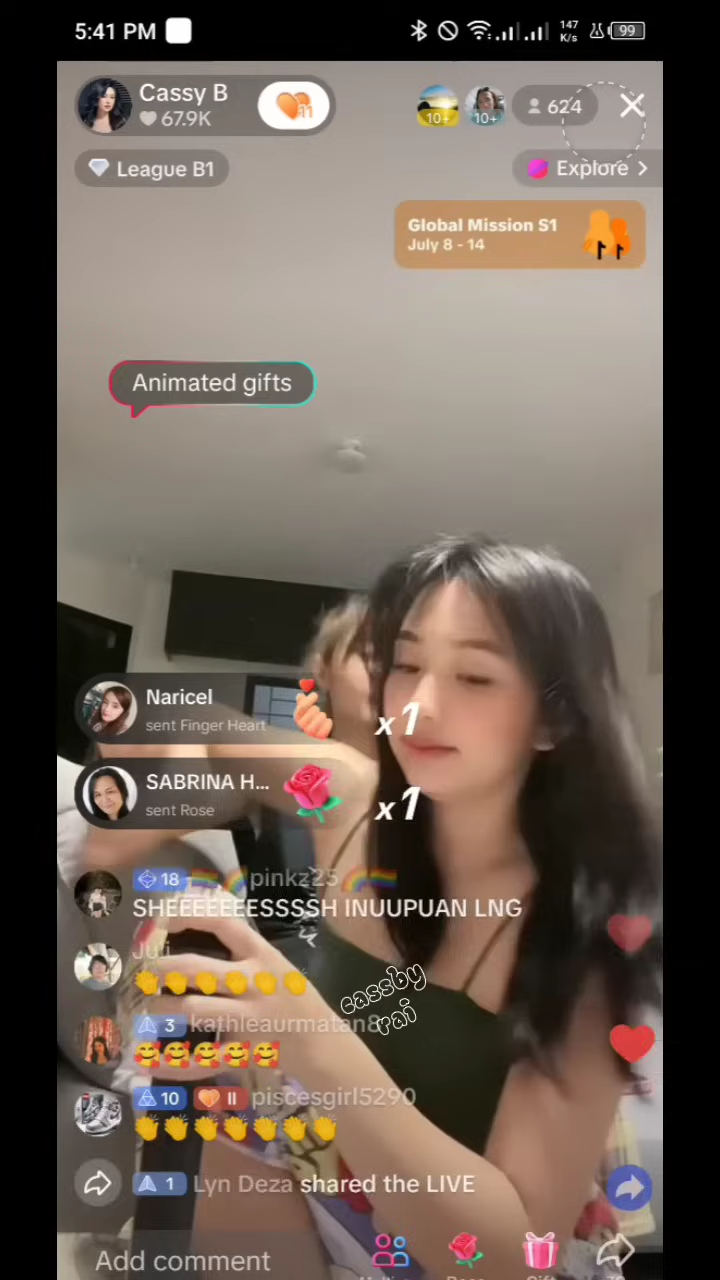 5:41 PM
147
K/s
99
Cassy B
67.9K
11
10+
10+
624
League B1
Explore >
Global Mission S1
July 8 - 14
Animated gifts
Naricel
sent Finger Heart
x1
SABRINA H...
sent Rose
x1
18 pinkz25
SHEEEEEEESSSSH INUUPUAN LNG
Juli
cassby
rai
3 kathleaurmatan8
10 II piscesgirl5290
1 Lyn Deza shared the LIVE
Add comment